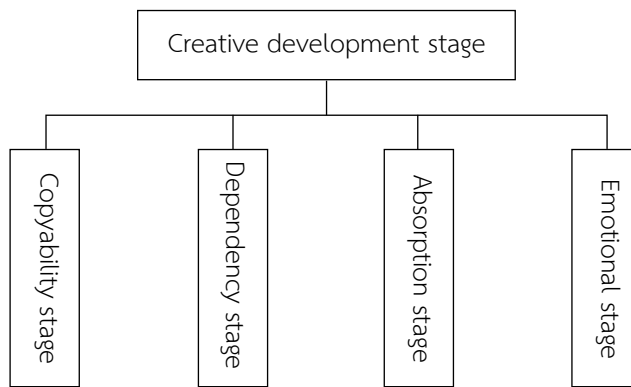 Creative development stage
Copyability stage
Dependency stage
Absorption stage
Emotional stage